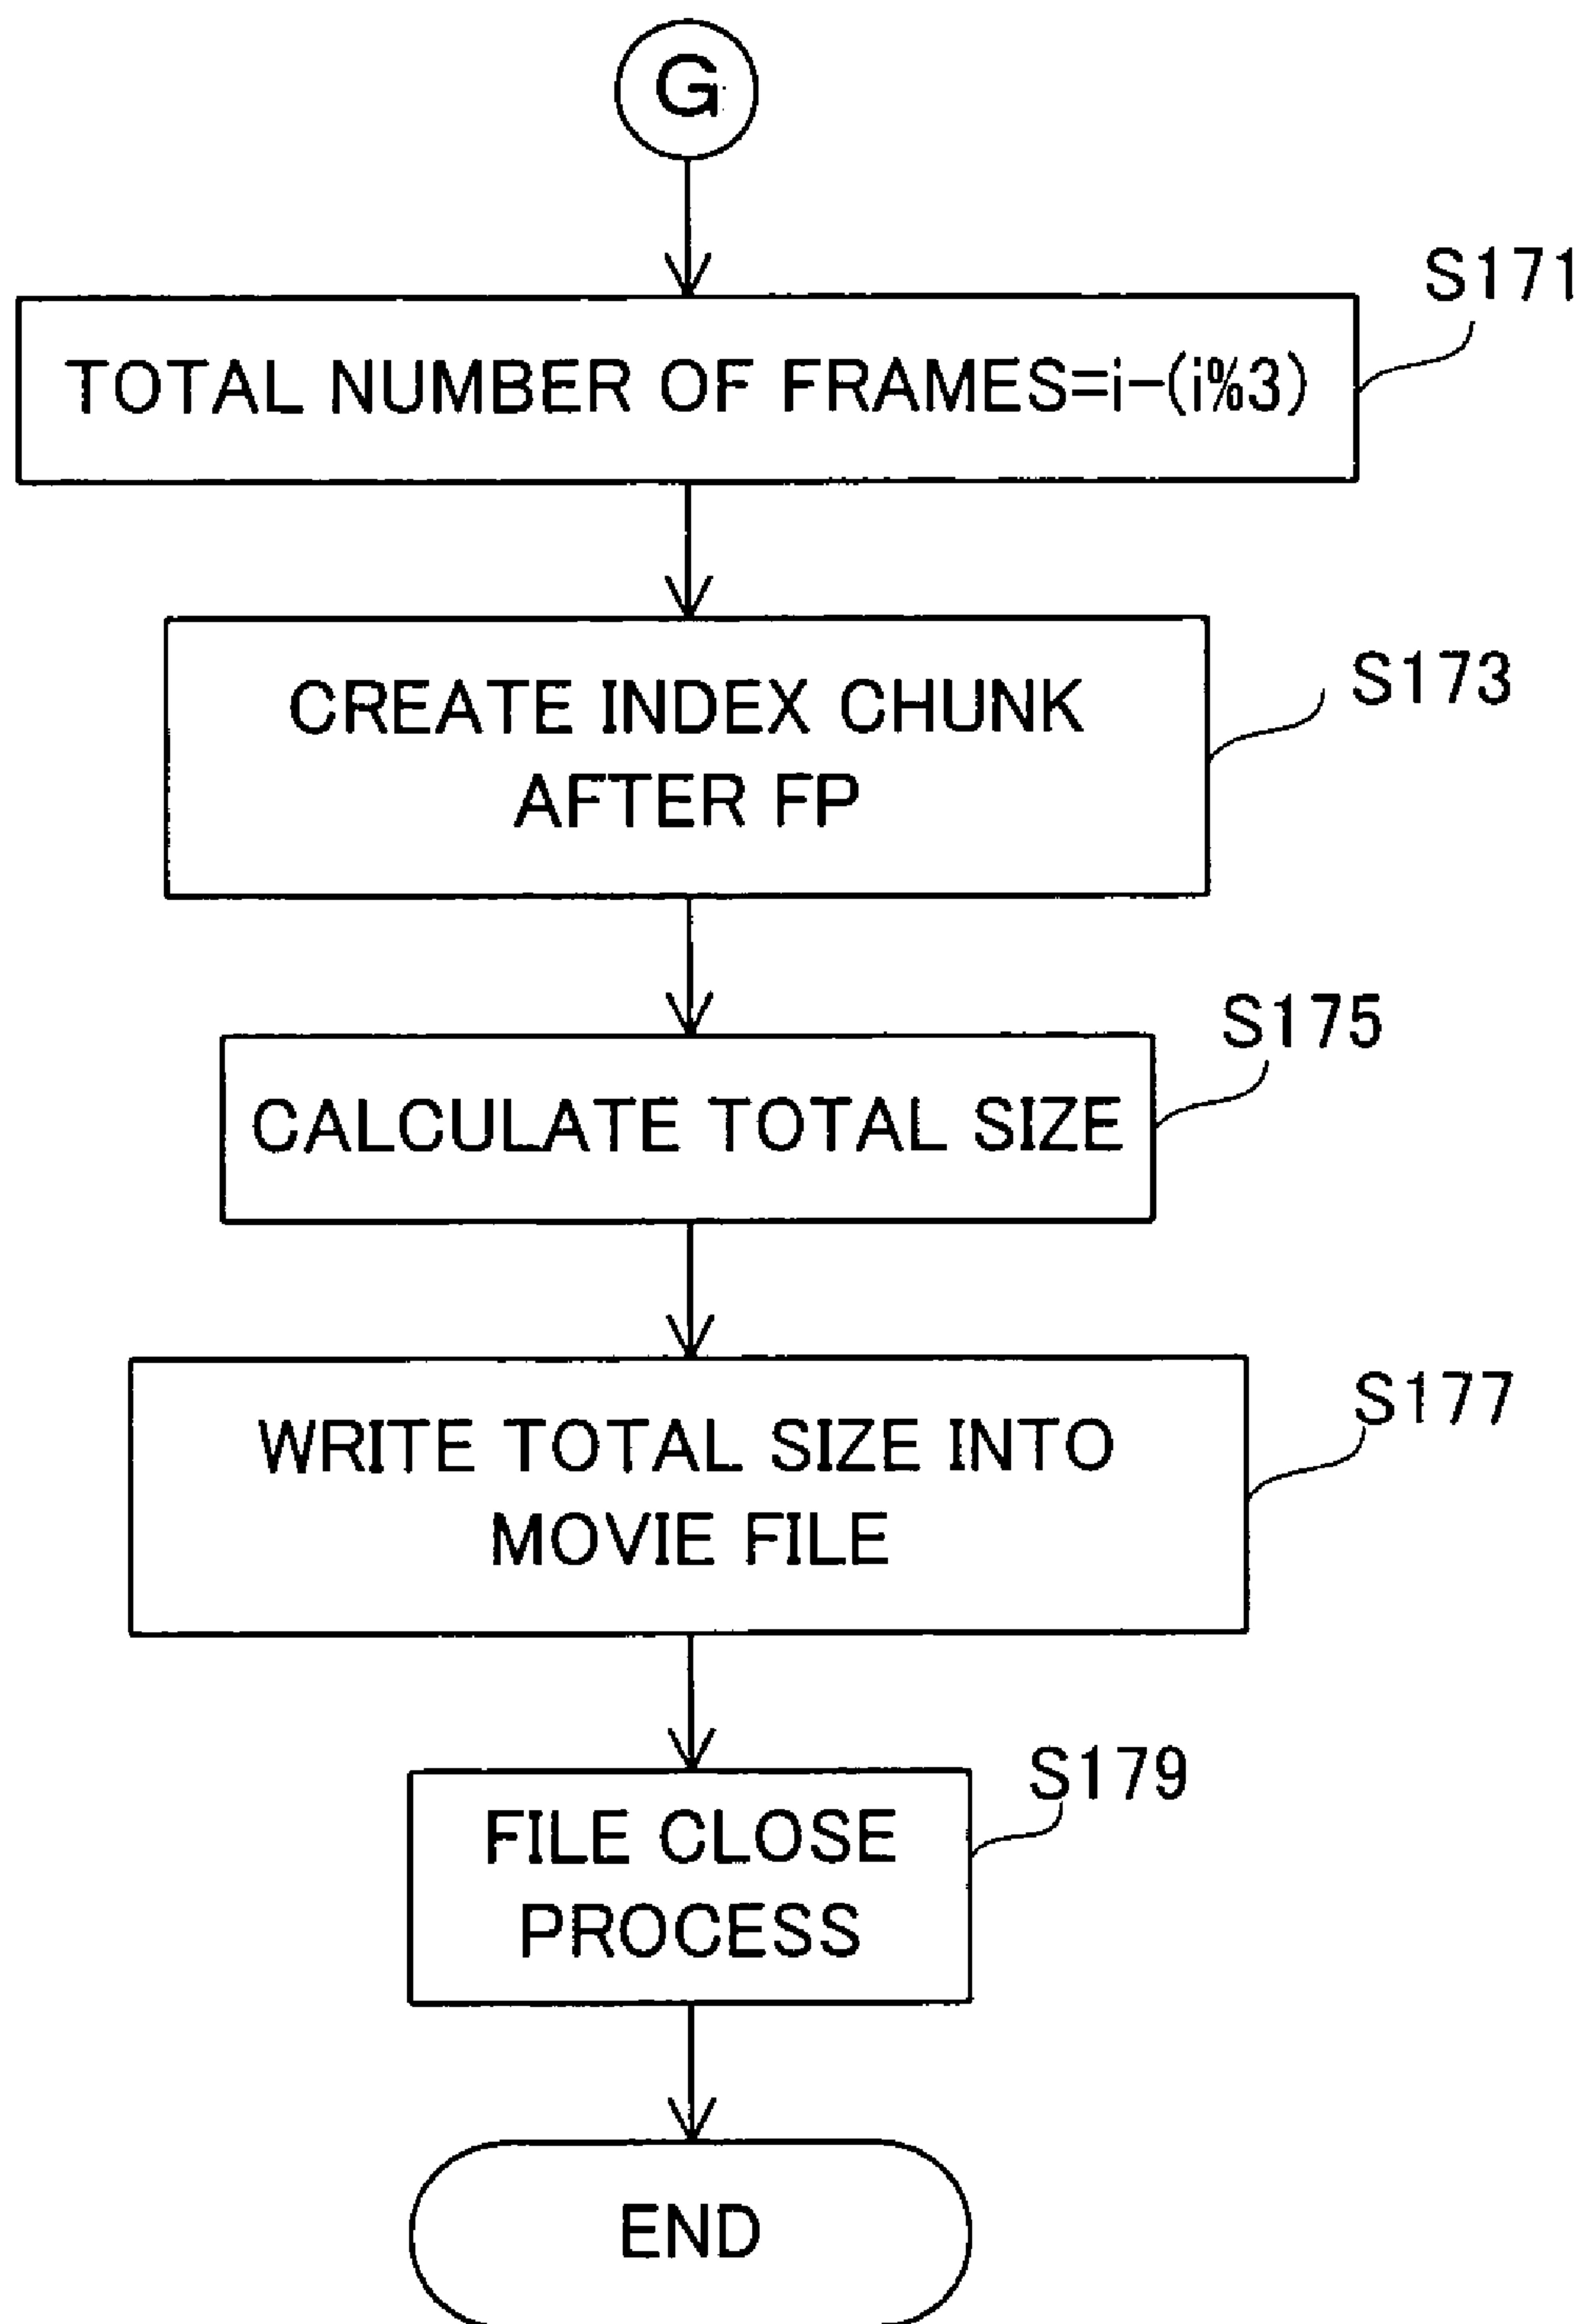 G
S171
TOTAL NUMBER OF FRAMES=i-(i%3)
S173
CREATE INDEX CHUNK
AFTER FP
S175
CALCULATE TOTAL SIZE
S177
WRITE TOTAL SIZE INTO
MOVIE FILE
S179
FILE CLOSE
PROCESS
END